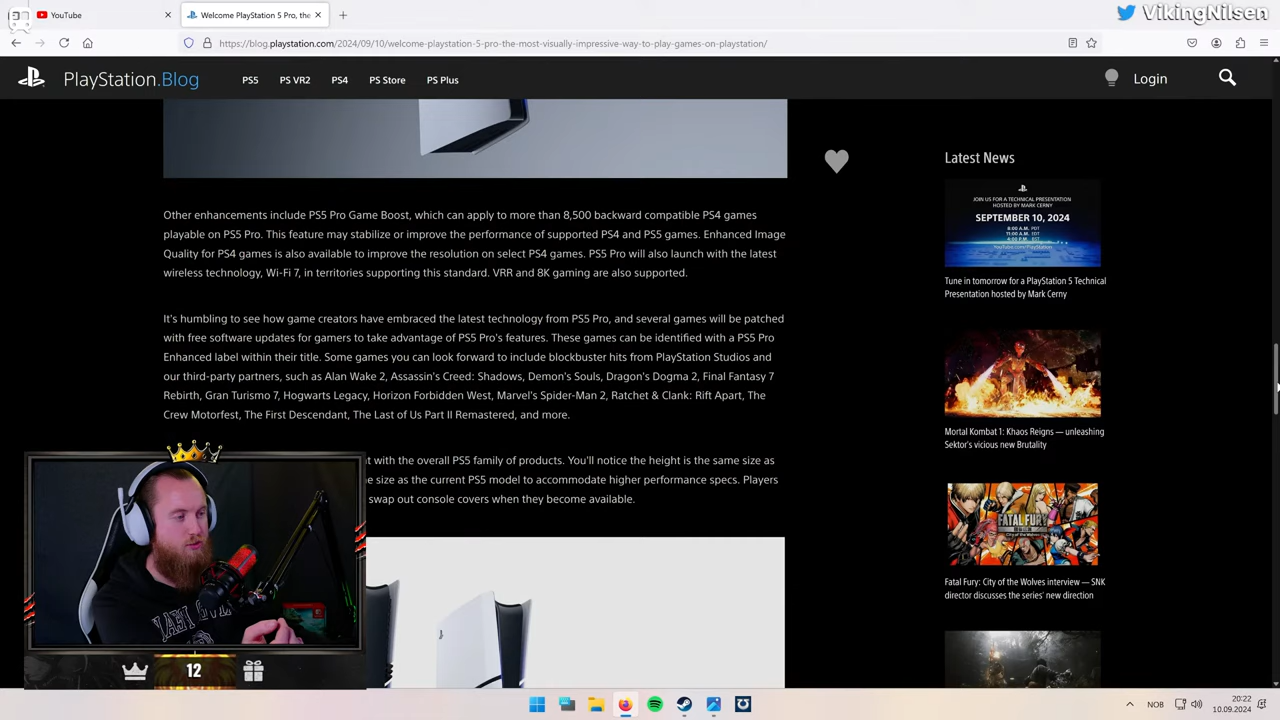 YouTube
Welcome PlayStation 5 Pro, the
VikingNilsen
https://blog.playstation.com/2024/09/10/welcome-playstation-5-pro-the-most-visually-impressive-way-to-play-games-on-playstation/
PlayStation.Blog
PS5
PS VR2
PS4
PS Store
PS Plus
Login
Other enhancements include PS5 Pro Game Boost, which can apply to more than 8,500 backward compatible PS4 games
playable on PS5 Pro. This feature may stabilize or improve the performance of supported PS4 and PS5 games. Enhanced Image
Quality for PS4 games is also available to improve the resolution on select PS4 games. PS5 Pro will also launch with the latest
wireless technology, Wi-Fi 7, in territories supporting this standard. VRR and 8K gaming are also supported.
It's humbling to see how game creators have embraced the latest technology from PS5 Pro, and several games will be patched
with free software updates for gamers to take advantage of PS5 Pro's features. These games can be identified with a PS5 Pro
Enhanced label within their title. Some games you can look forward to include blockbuster hits from PlayStation Studios and
our third-party partners, such as Alan Wake 2, Assassin's Creed: Shadows, Demon's Souls, Dragon's Dogma 2, Final Fantasy 7
Rebirth, Gran Turismo 7, Hogwarts Legacy, Horizon Forbidden West, Marvel's Spider-Man 2, Ratchet & Clank: Rift Apart, The
Crew Motorfest, The First Descendant, The Last of Us Part II Remastered, and more.
t with the overall PS5 family of products. You'll notice the height is the same size as
e size as the current PS5 model to accommodate higher performance specs. Players
swap out console covers when they become available.
Latest News
JOIN US FOR A TECHNICAL PRESENTATION
HOSTED BY MARK CERNY
SEPTEMBER 10, 2024
8:00 A.M. PDT
11:00 A.M. EDT
4:00 P.M. BST
Tune in tomorrow for a PlayStation 5 Technical
Presentation hosted by Mark Cerny
Mortal Kombat 1: Khaos Reigns — unleashing
Sektor's vicious new Brutality
FATAL FURY
City of the Wolves
Fatal Fury: City of the Wolves interview — SNK
director discusses the series' new direction
12
NOB
20:22
10.09.2024